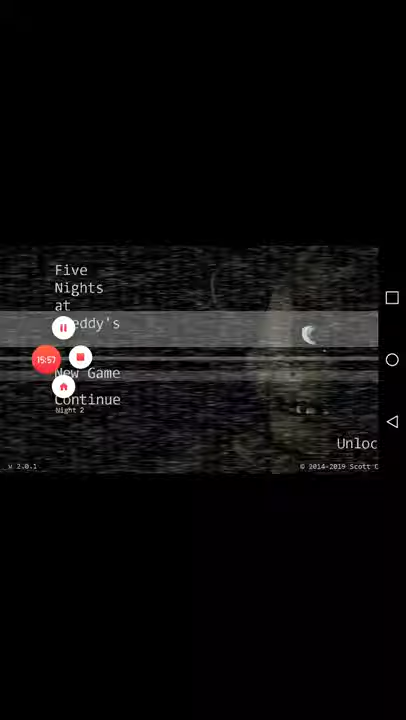 Five
Nights
at
eddy's
15:57
New Game
Continue
Night 2
Unloc
v 2.0.1
© 2014-2019 Scott C